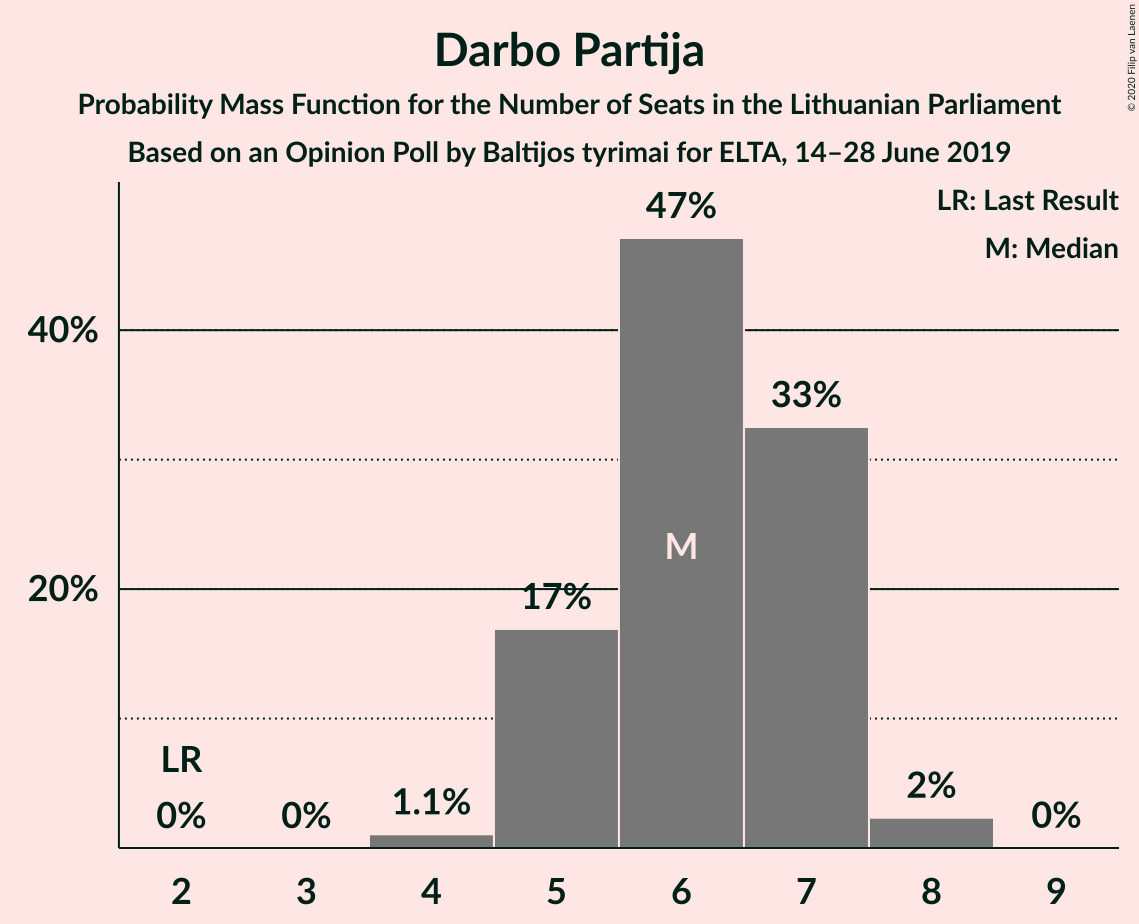 Darbo Partija
Probability Mass Function for the Number of Seats in the Lithuanian Parliament
Based on an Opinion Poll by Baltijos tyrimai for ELTA, 14–28 June 2019
© 2020 Filip van Laenen
LR: Last Result
M: Median
47%
40%
33%
M
20%
17%
LR
0%
0%
1.1%
2%
0%
2 3 4 5 6 7 8 9